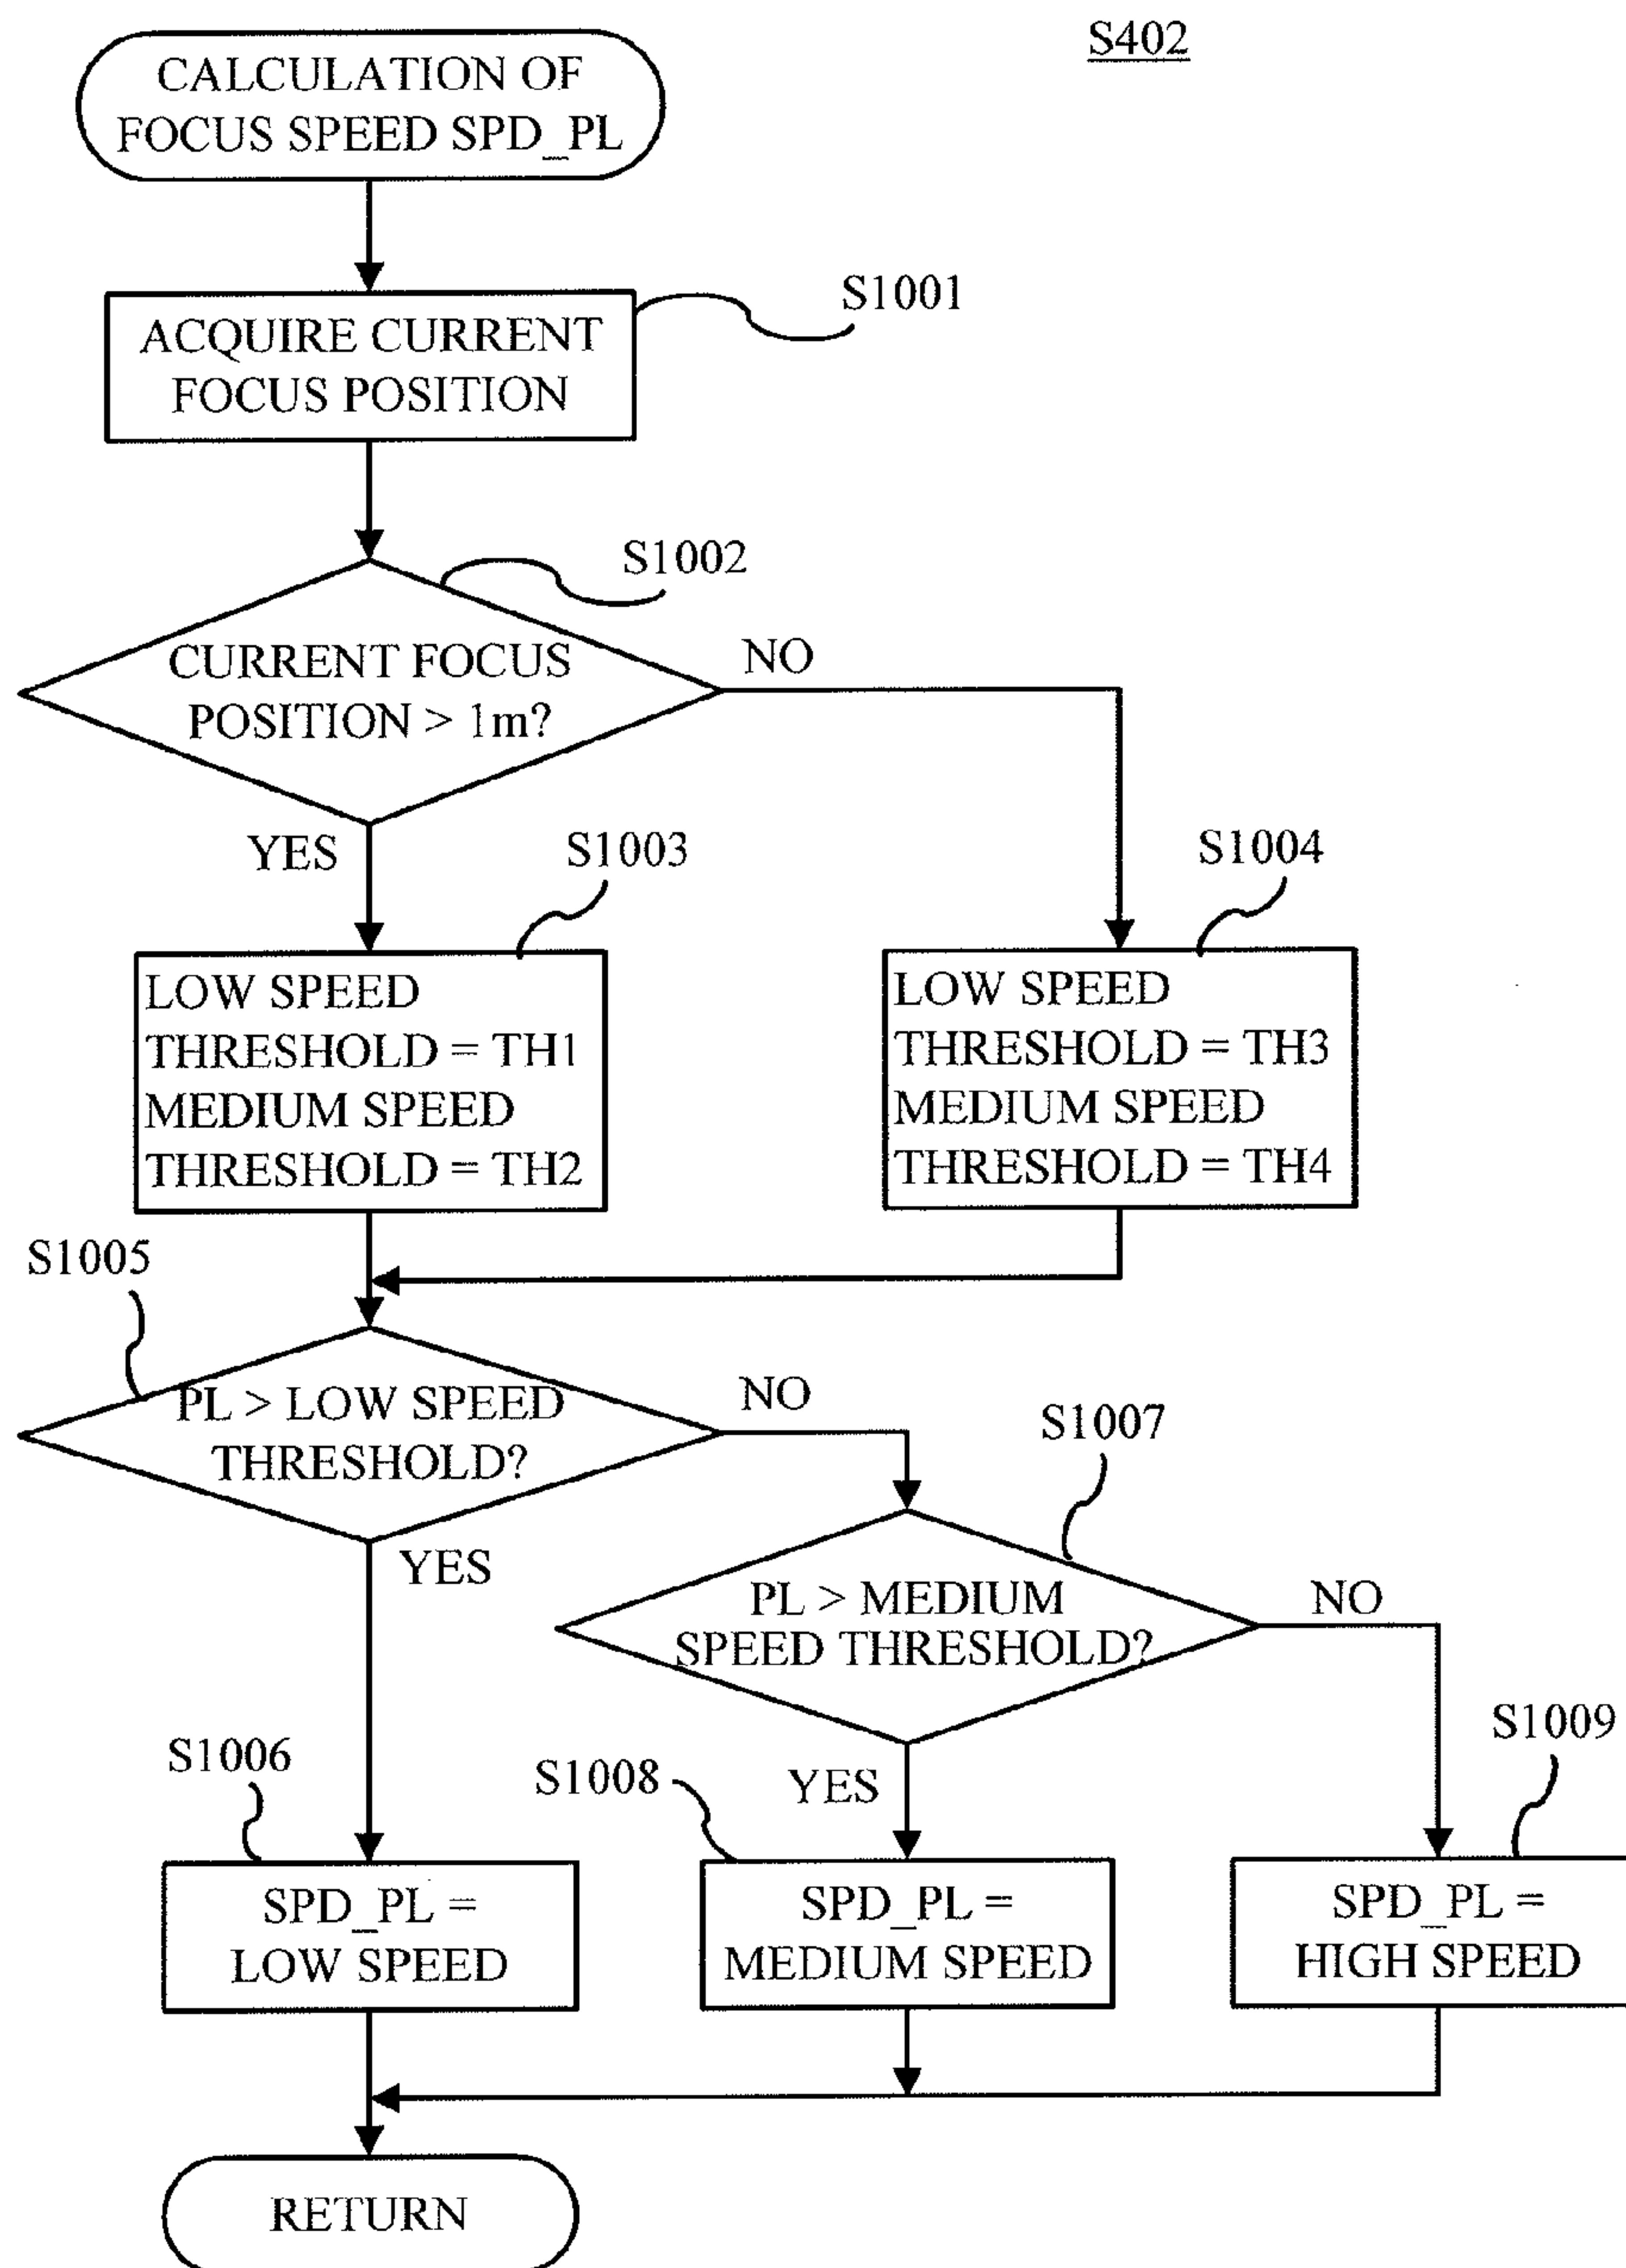 S402
CALCULATION OF
FOCUS SPEED SPD_PL
S1001
ACQUIRE CURRENT
FOCUS POSITION
S1002
CURRENT FOCUS
POSITION > 1m?
NO
YES
S1003
S1004
LOW SPEED
THRESHOLD = TH1
MEDIUM SPEED
THRESHOLD = TH2
LOW SPEED
THRESHOLD = TH3
MEDIUM SPEED
THRESHOLD = TH4
S1005
PL > LOW SPEED
THRESHOLD?
NO
YES
S1007
PL > MEDIUM
SPEED THRESHOLD?
NO
YES
S1006
S1008
S1009
SPD_PL =
LOW SPEED
SPD_PL =
MEDIUM SPEED
SPD_PL =
HIGH SPEED
RETURN